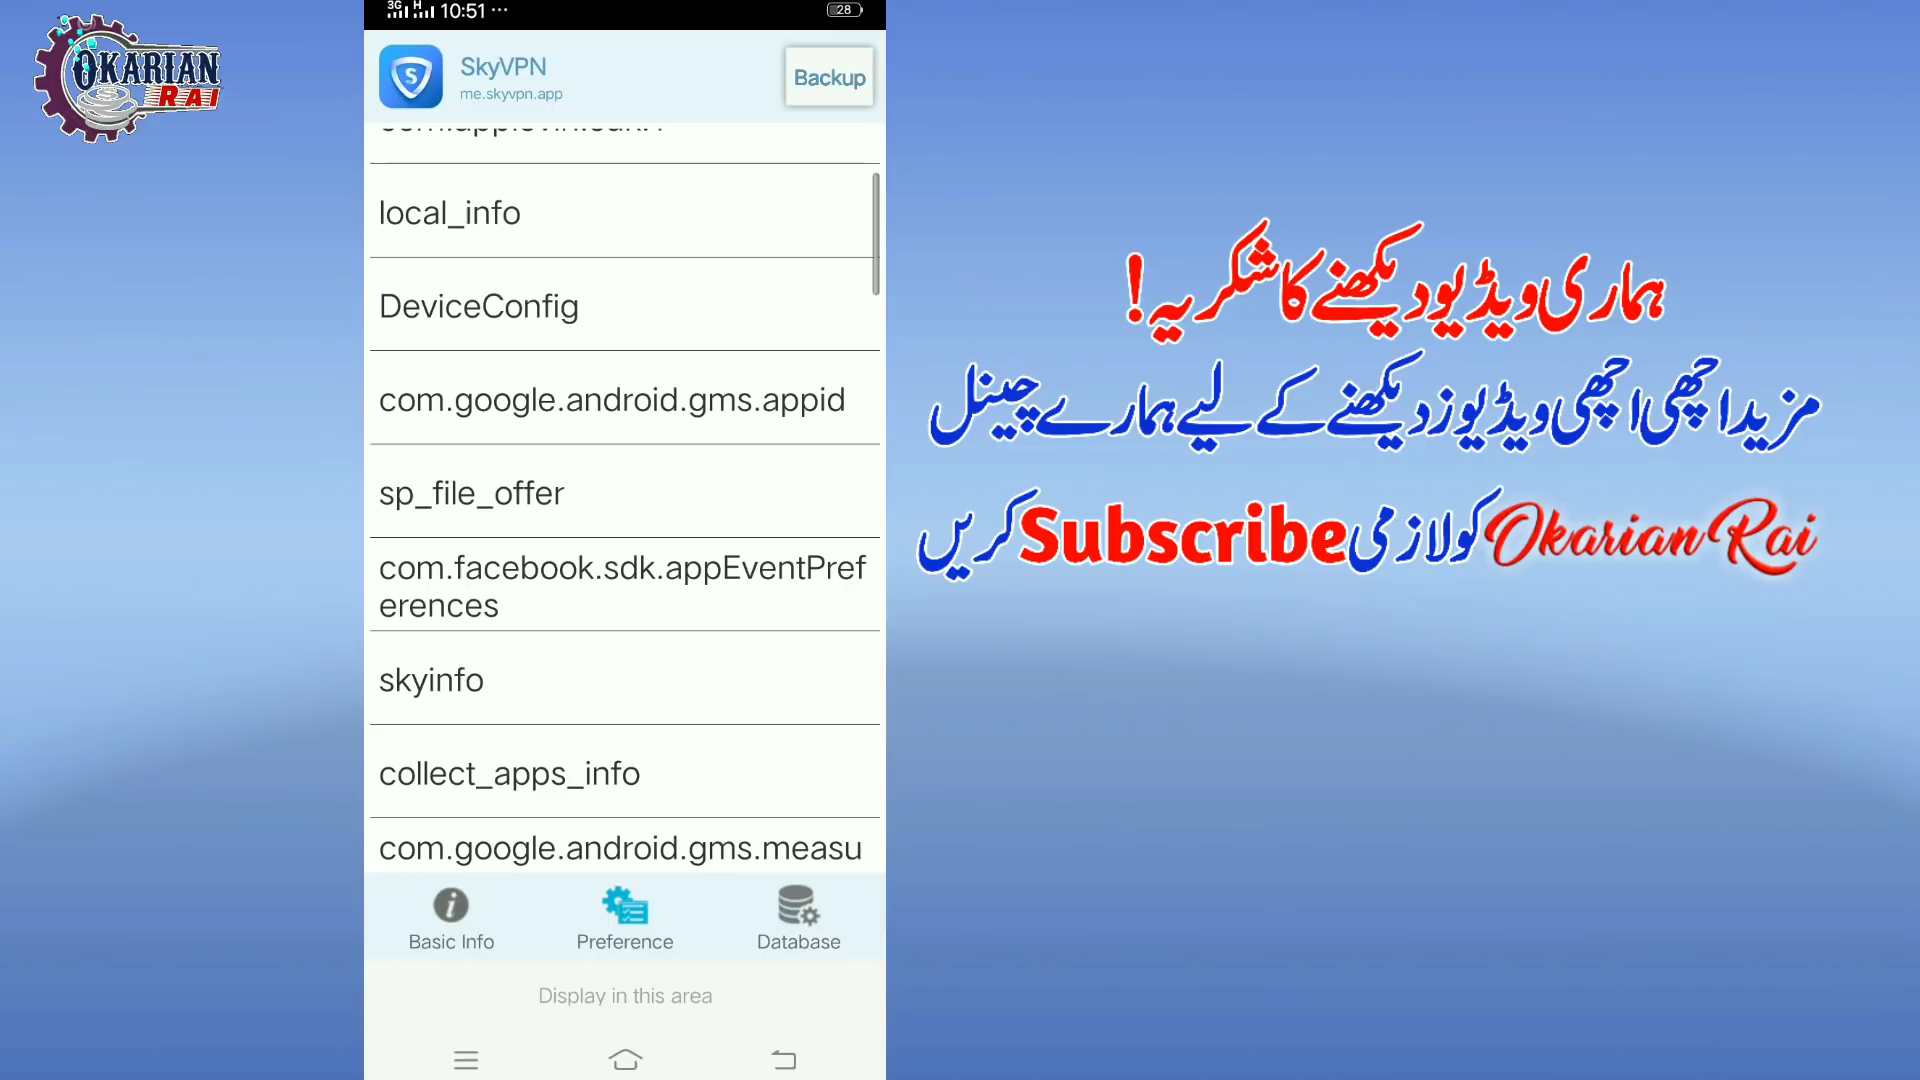 OKARIAN
RAI
3G H 10:51 ...
28
SkyVPN
me.skyvpn.app
Backup
local_info
DeviceConfig
com.google.android.gms.appid
sp_file_offer
com.facebook.sdk.appEventPref
erences
skyinfo
collect_apps_info
com.google.android.gms.measu
Basic Info
Preference
Database
Display in this area
ہماری ویڈیو دیکھنے کا شکریہ!
مزید اچھی اچھی ویڈیوز دیکھنے کے لیے ہمارے چینل
Okarian Rai کو لازمی Subscribe کریں